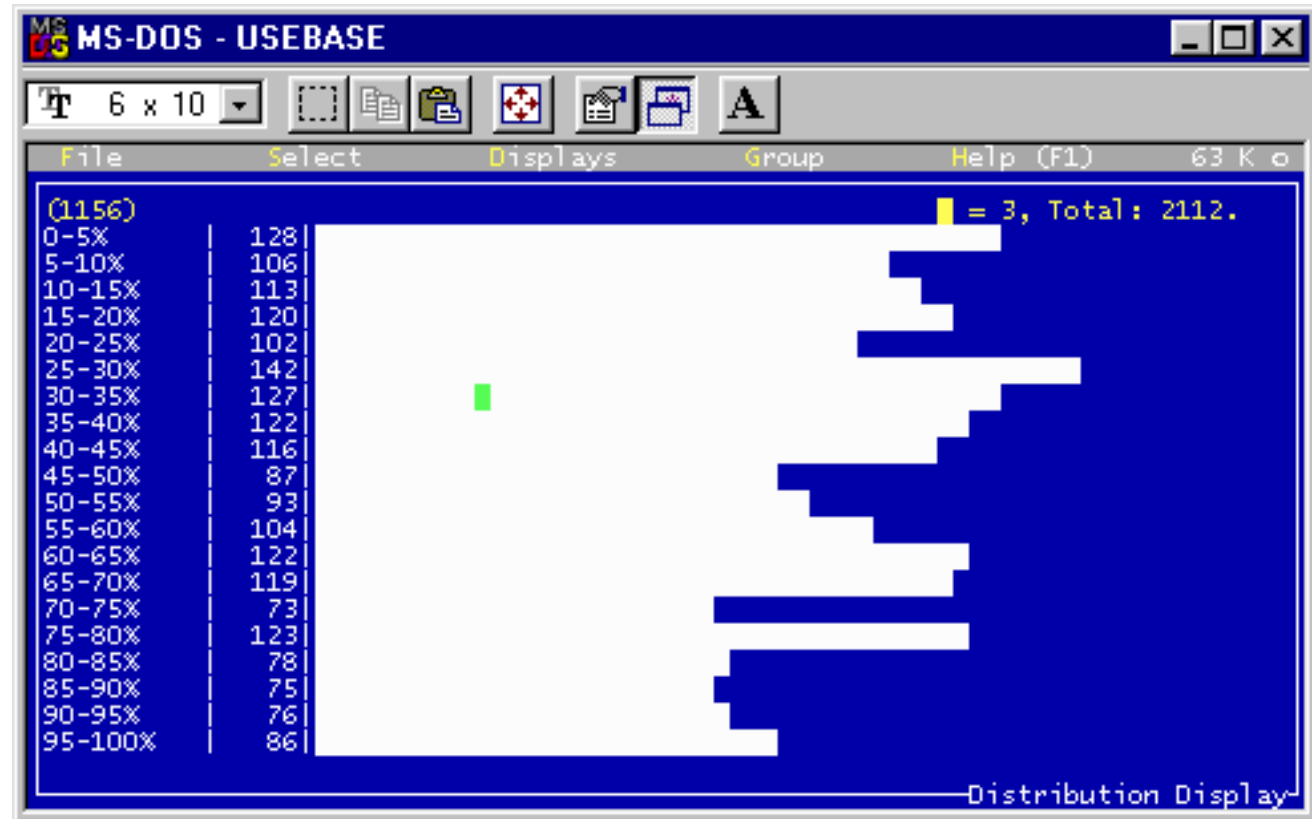 MS-DOS - USEBASE
6 x 10 A
File Select Displays Group Help (F1) 63 K o
(1156) = 3, Total: 2112.
0-5% | 128|
5-10% | 106|
10-15% | 113|
15-20% | 120|
20-25% | 102|
25-30% | 142|
30-35% | 127|
35-40% | 122|
40-45% | 116|
45-50% | 87|
50-55% | 93|
55-60% | 104|
60-65% | 122|
65-70% | 119|
70-75% | 73|
75-80% | 123|
80-85% | 78|
85-90% | 75|
90-95% | 76|
95-100% | 86|
Distribution Display